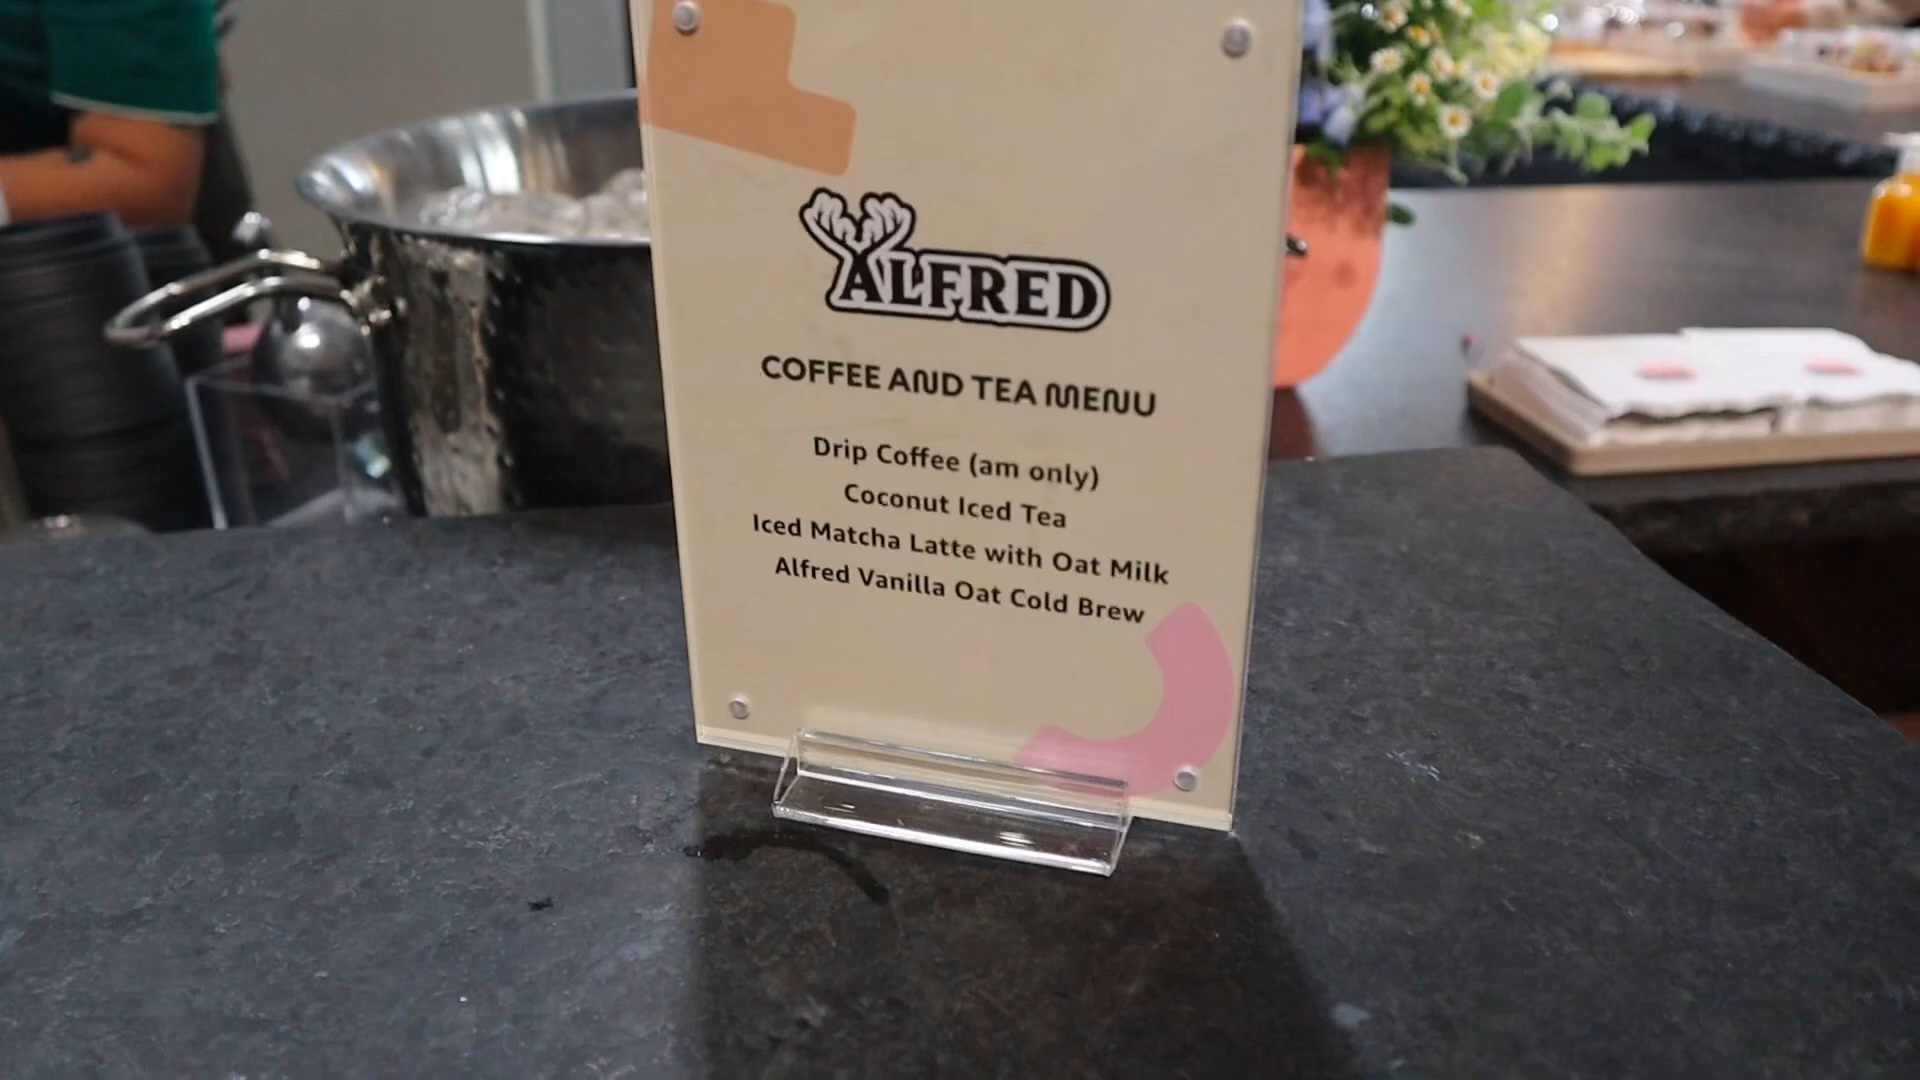 ALFRED
COFFEE AND TEA MENU
Drip Coffee (am only)
Coconut Iced Tea
Iced Matcha Latte with Oat Milk
Alfred Vanilla Oat Cold Brew